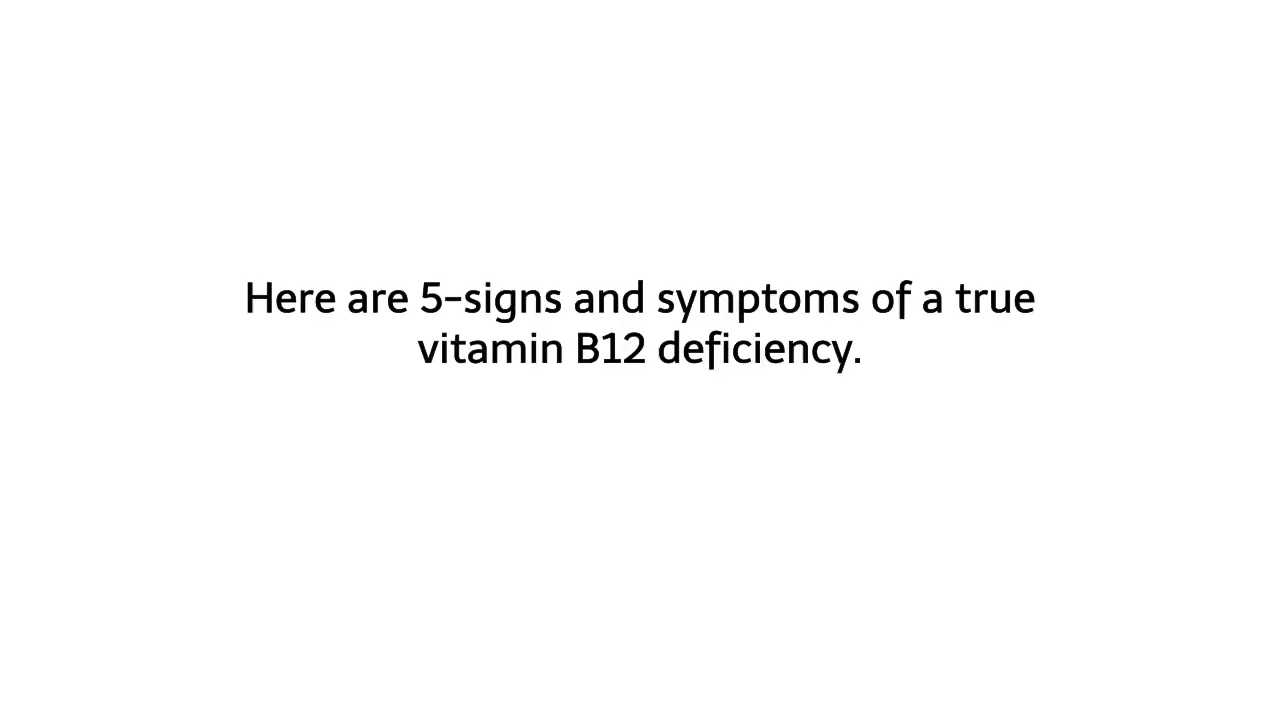 Here are 5-signs and symptoms of a true
vitamin B12 deficiency.